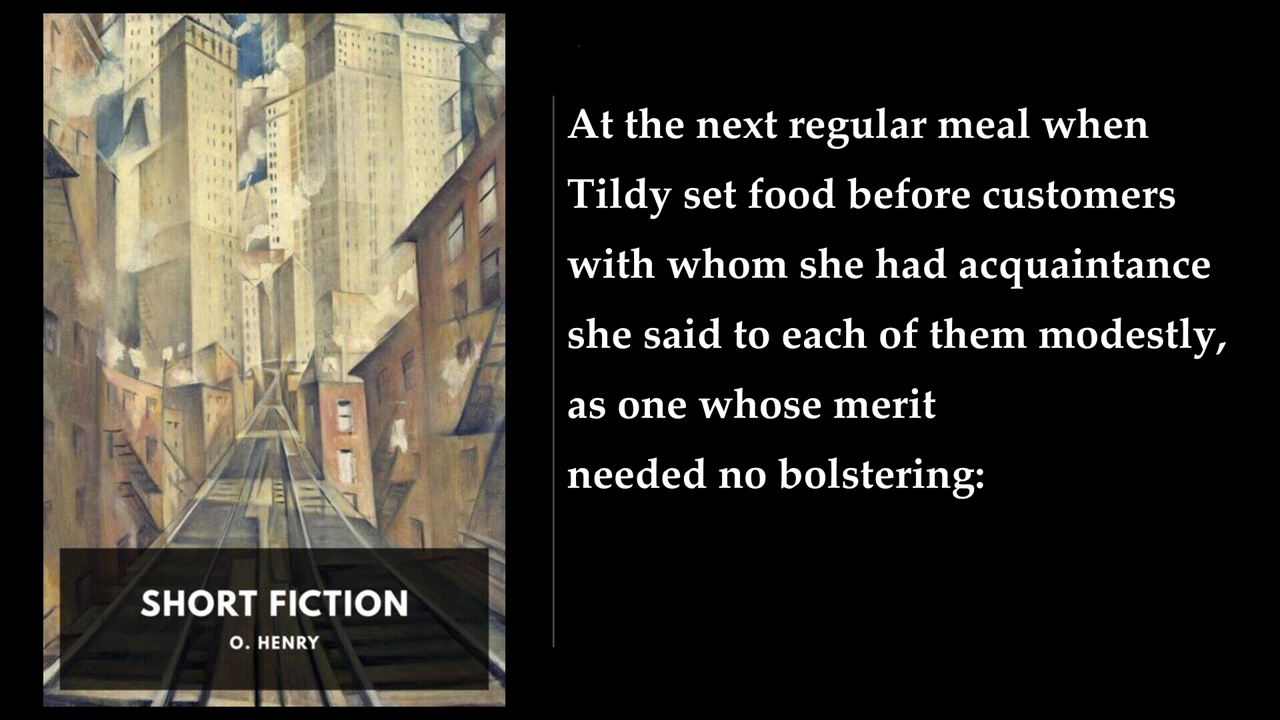 At the next regular meal when
Tildy set food before customers
with whom she had acquaintance
she said to each of them modestly,
as one whose merit
needed no bolstering:
SHORT FICTION
O. HENRY